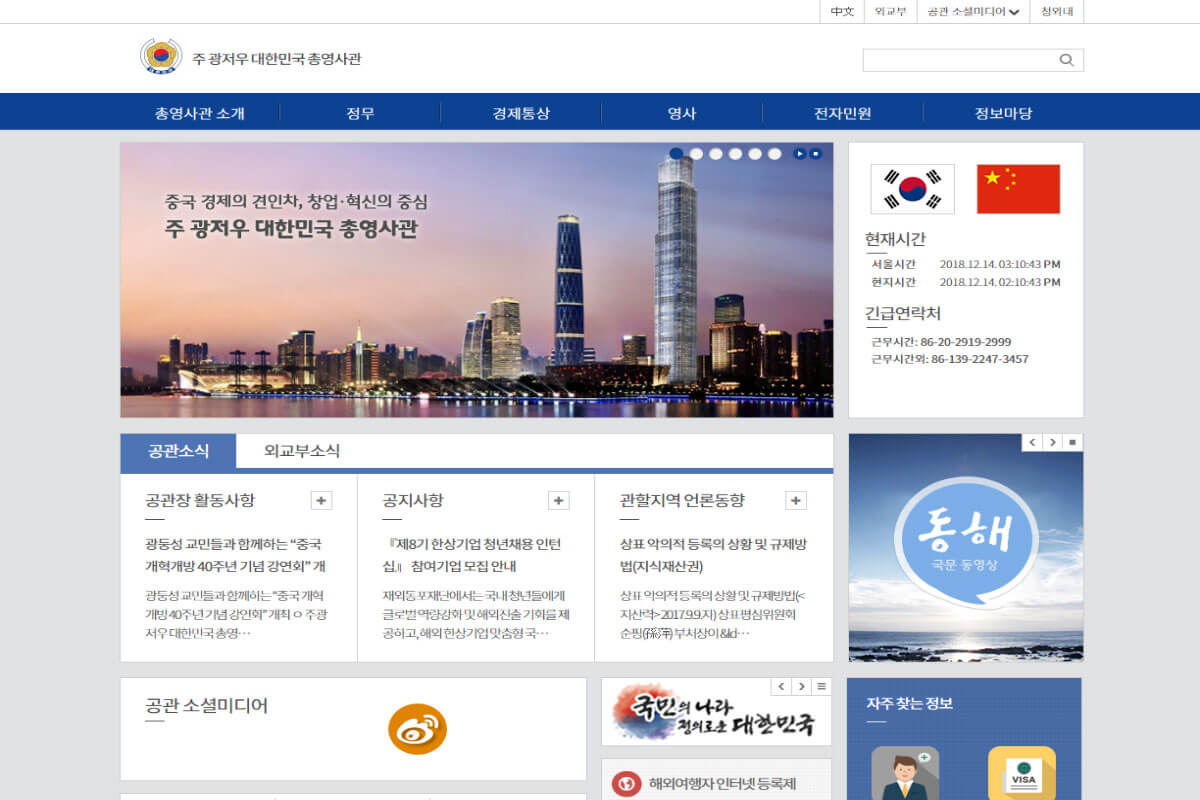 中文
외교부
공관 소셜미디어
청와대
주 광저우 대한민국 총영사관
총영사관 소개
정무
경제통상
영사
전자민원
정보마당
중국 경제의 견인차, 창업·혁신의 중심
주 광저우 대한민국 총영사관
현재시간
서울시간 2018.12.14. 03:10:43 PM
현지시간 2018.12.14. 02:10:43 PM
긴급연락처
근무시간: 86-20-2919-2999
근무시간외: 86-139-2247-3457
공관소식
외교부소식
공관장 활동사항
광둥성 교민들과 함께하는 “중국
개혁개방 40주년 기념 강연회” 개
광둥성 교민들과 함께하는 “중국 개혁
개방 40주년 기념 강연회” 개최 ㅇ 주광
저우 대한민국 총영…
공지사항
『제8기 한상기업 청년채용 인턴
십』 참여기업 모집 안내
재외동포재단에서는 국내 청년들에게
글로벌 역량강화 및 해외진출 기회를 제
공하고, 해외 한상기업 맞춤형 국…
관할지역 언론동향
상표 악의적 등록의 상황 및 규제방
법(지식재산권)
상표 악의적 등록의 상황 및 규제방법(<
지산력> 2017.9.9.지) 상표평심위원회
순핑(孫萍) 부처장이 &ld…
동해
국문 동영상
공관 소셜미디어
국민의 나라
정의로운 대한민국
해외여행자 인터넷 등록제
자주 찾는 정보
VISA